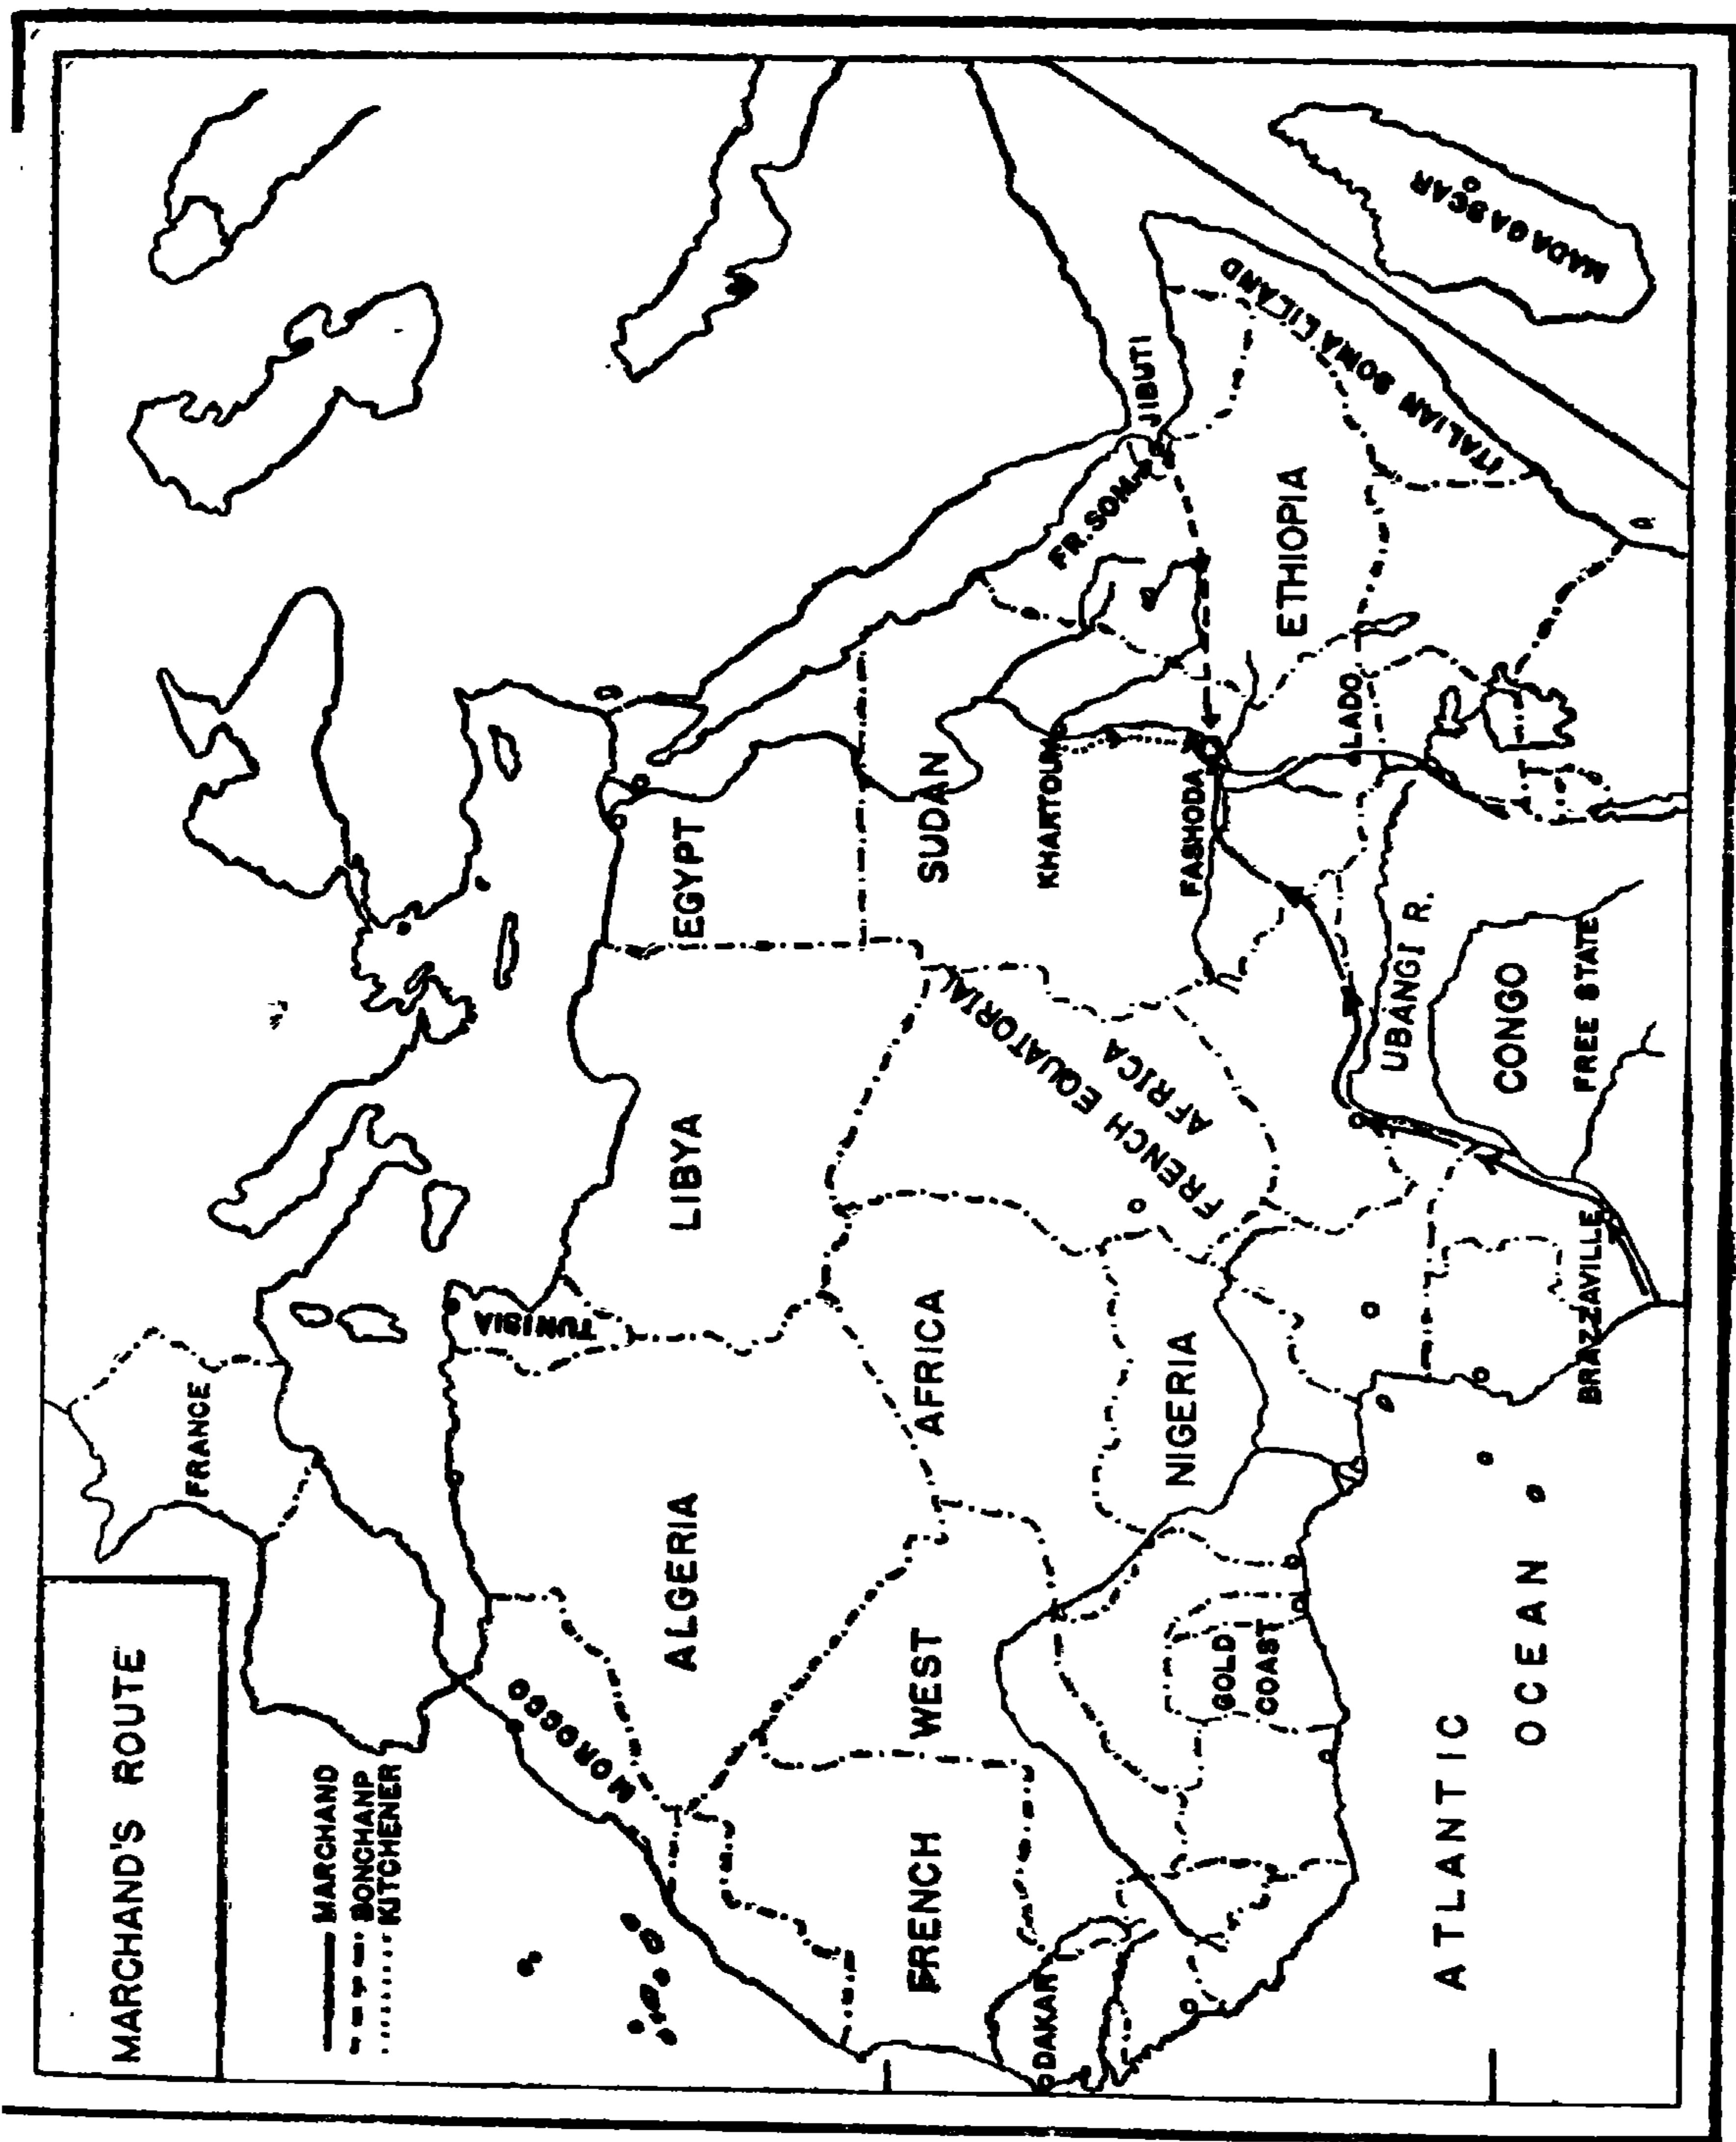 MARCHAND'S ROUTE
MARCHAND
BONCHANP
KITCHENER
FRANCE
MOROCCO
ALGERIA
TUNISIA
LIBYA
EGYPT
FRENCH WEST AFRICA
SUDAN
DAKAR
KHARTOUM
FR. SOM.
JIBUTI
FRENCH EQUATORIAL
AFRICA
NIGERIA
FASHODA
GOLD
COAST
ETHIOPIA
ITALIAN SOMALILAND
LADO
UBANGI R.
MADAGASCAR
CONGO
FREE STATE
BRAZZAVILLE
ATLANTIC
OCEAN